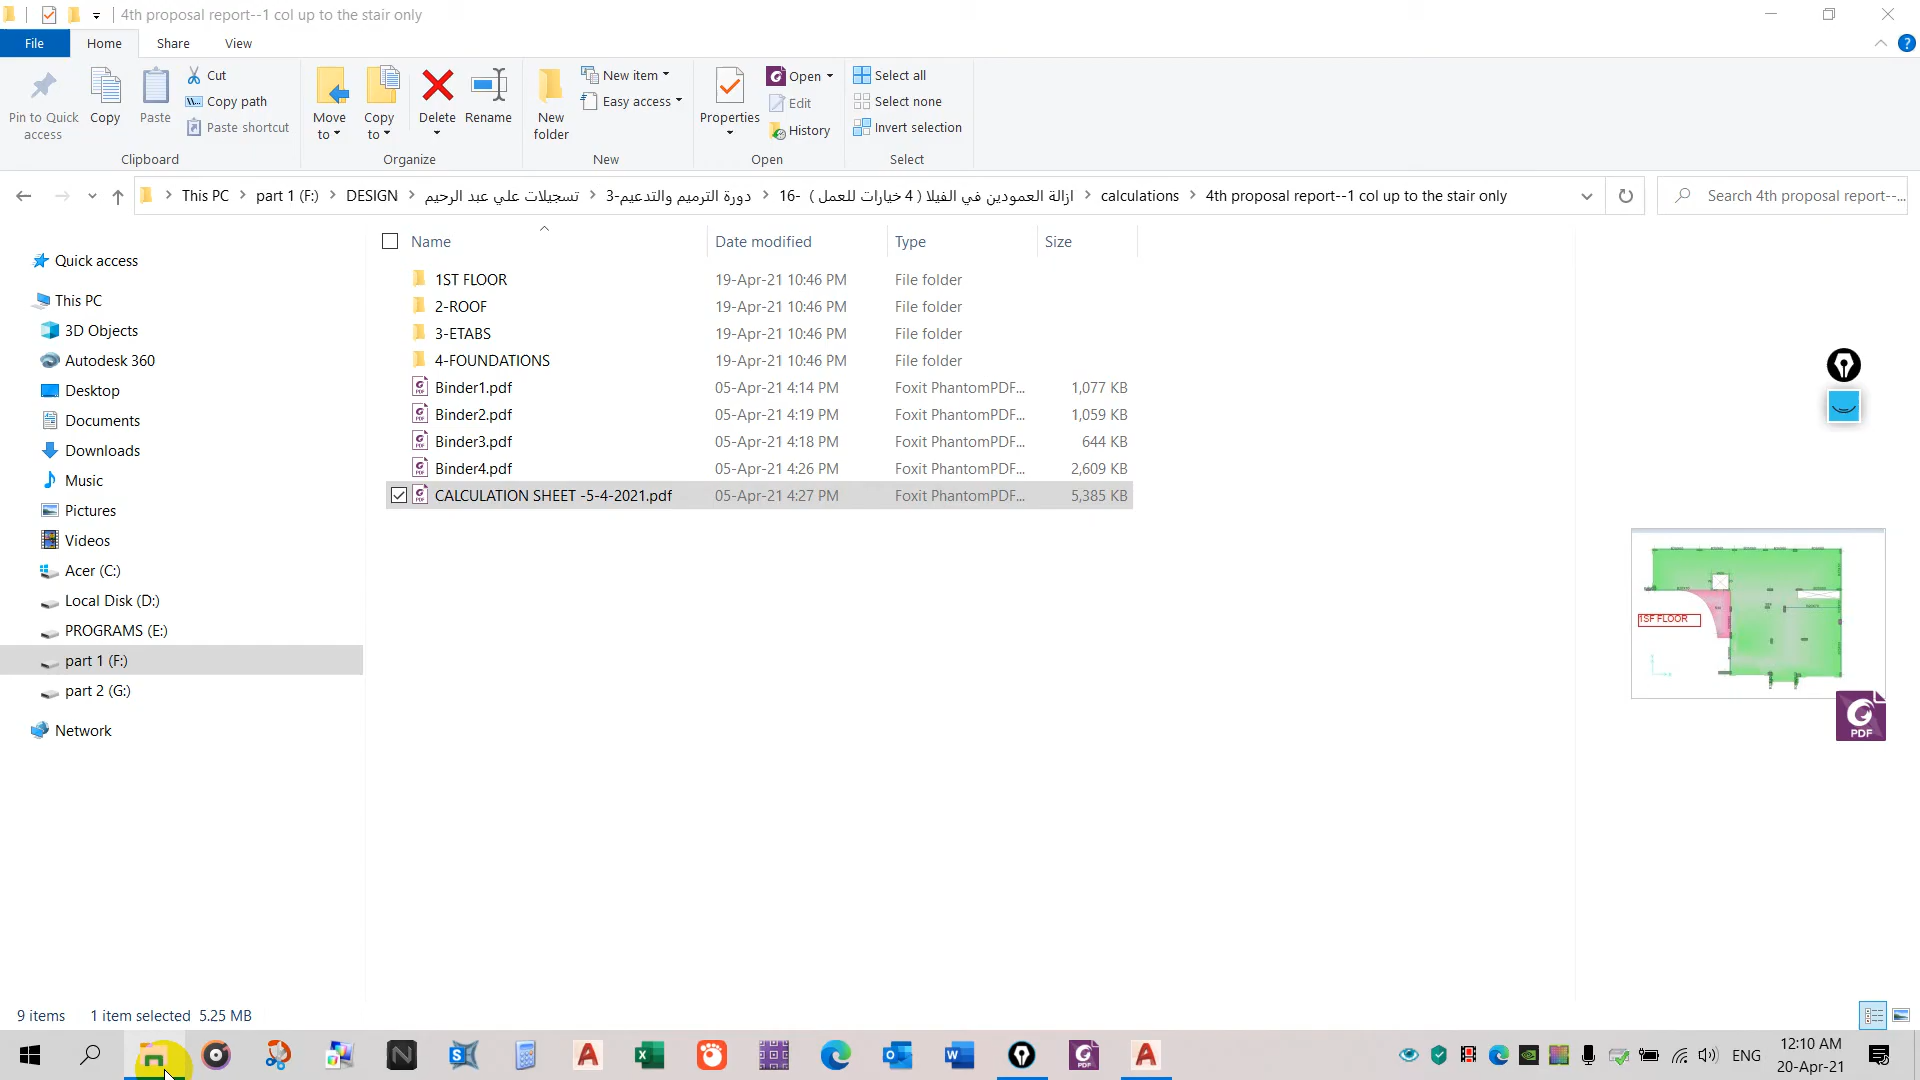 4th proposal report--1 col up to the stair only
File Home Share View
Pin to Quick access
Copy
Paste
Cut
Copy path
Paste shortcut
Clipboard
Move to
Copy to
Delete
Rename
Organize
New folder
New item
Easy access
New
Properties
Open
Edit
History
Open
Select all
Select none
Invert selection
Select
This PC part 1 (F:) DESIGN تسجيلات علي عبد الرحيم 3-دورة الترميم والتدعيم 16- ازالة العمودين في الفيلا ( 4 خيارات للعمل ) calculations 4th proposal report--1 col up to the stair only
Search 4th proposal report--...
Quick access
This PC
3D Objects
Autodesk 360
Desktop
Documents
Downloads
Music
Pictures
Videos
Acer (C:)
Local Disk (D:)
PROGRAMS (E:)
part 1 (F:)
part 2 (G:)
Network
Name Date modified Type Size
1ST FLOOR 19-Apr-21 10:46 PM File folder
2-ROOF 19-Apr-21 10:46 PM File folder
3-ETABS 19-Apr-21 10:46 PM File folder
4-FOUNDATIONS 19-Apr-21 10:46 PM File folder
Binder1.pdf 05-Apr-21 4:14 PM Foxit PhantomPDF... 1,077 KB
Binder2.pdf 05-Apr-21 4:19 PM Foxit PhantomPDF... 1,059 KB
Binder3.pdf 05-Apr-21 4:18 PM Foxit PhantomPDF... 644 KB
Binder4.pdf 05-Apr-21 4:26 PM Foxit PhantomPDF... 2,609 KB
CALCULATION SHEET -5-4-2021.pdf 05-Apr-21 4:27 PM Foxit PhantomPDF... 5,385 KB
1SF FLOOR
PDF
9 items 1 item selected 5.25 MB
ENG
12:10 AM
20-Apr-21